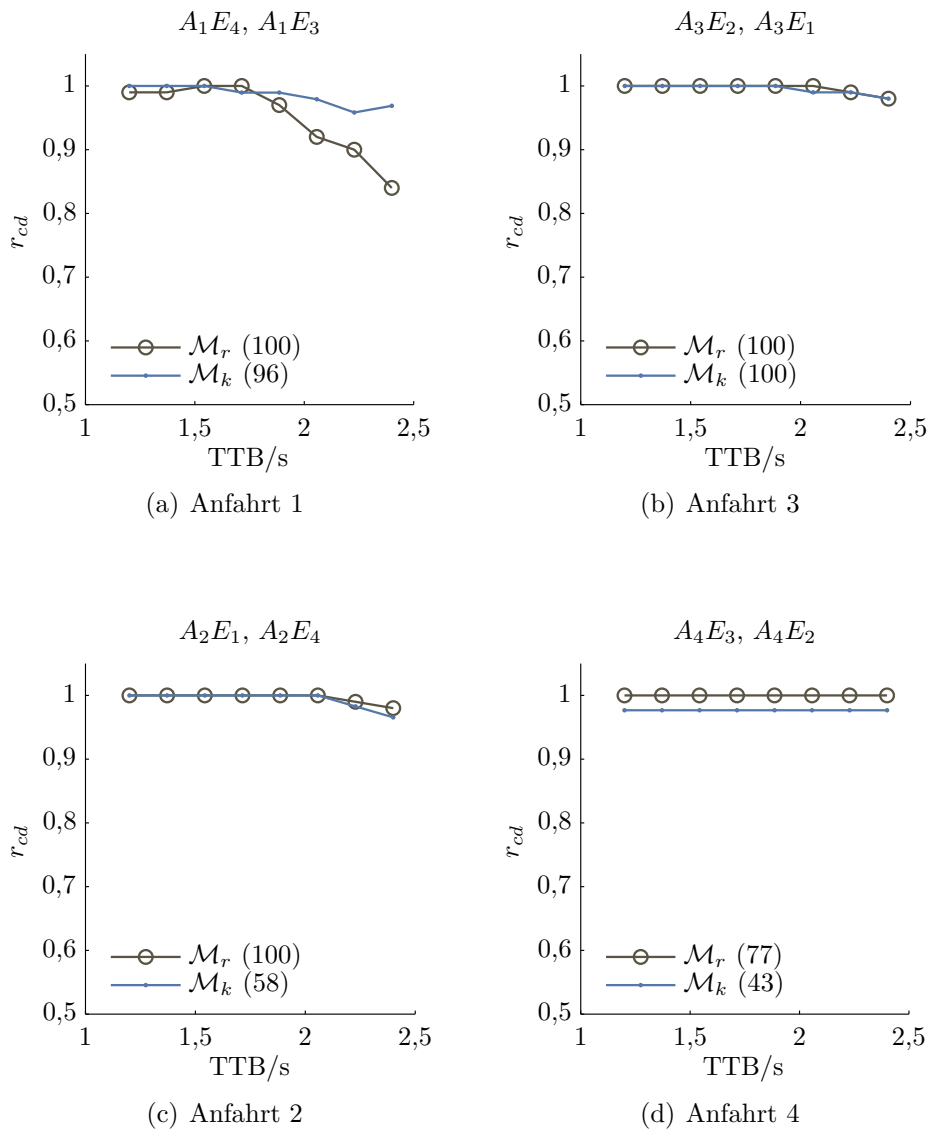 A₁E₄, A₁E₃
1
0,9
0,8
0,7
0,6
0,5
r_cd
ℳ_r (100)
ℳ_k (96)
1 1,5 2 2,5
TTB/s
(a) Anfahrt 1
A₃E₂, A₃E₁
1
0,9
0,8
0,7
0,6
0,5
r_cd
ℳ_r (100)
ℳ_k (100)
1 1,5 2 2,5
TTB/s
(b) Anfahrt 3
A₂E₁, A₂E₄
1
0,9
0,8
0,7
0,6
0,5
r_cd
ℳ_r (100)
ℳ_k (58)
1 1,5 2 2,5
TTB/s
(c) Anfahrt 2
A₄E₃, A₄E₂
1
0,9
0,8
0,7
0,6
0,5
r_cd
ℳ_r (77)
ℳ_k (43)
1 1,5 2 2,5
TTB/s
(d) Anfahrt 4